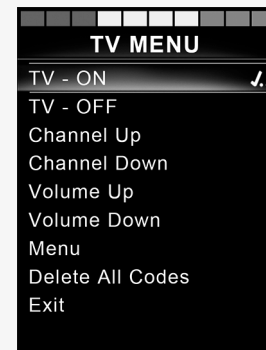 TV MENU
TV - ON
TV - OFF
Channel Up
Channel Down
Volume Up
Volume Down
Menu
Delete All Codes
Exit